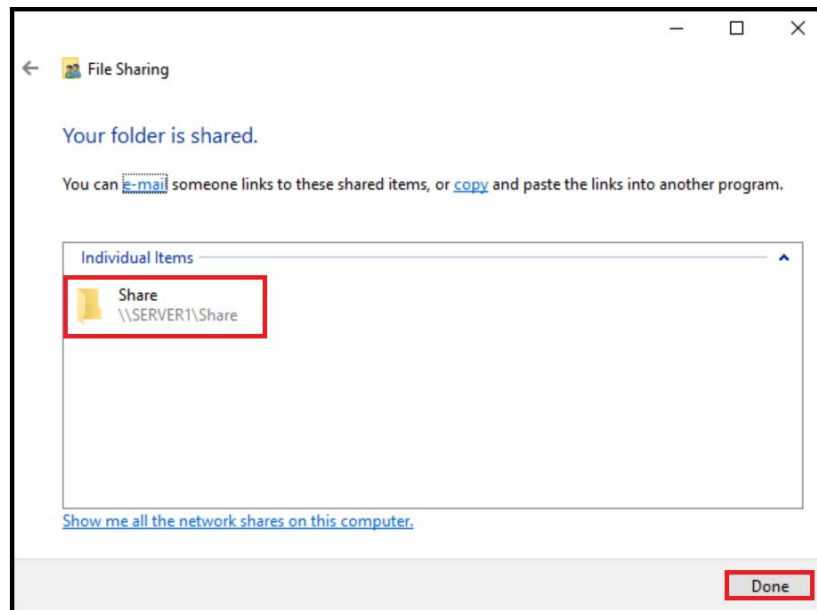 File Sharing
Your folder is shared.
You can e-mail someone links to these shared items, or copy and paste the links into another program.
Individual Items
Share
\\SERVER1\Share
Show me all the network shares on this computer.
Done